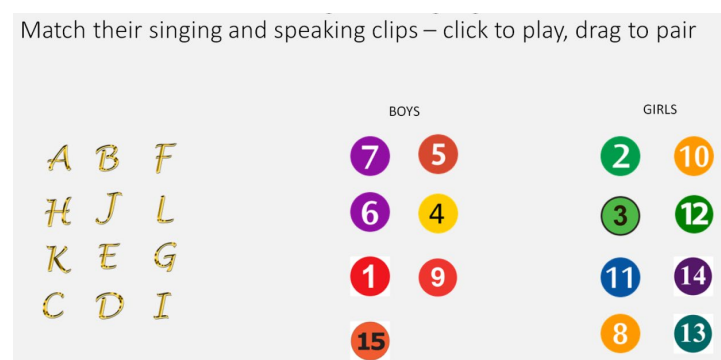 Match their singing and speaking clips – click to play, drag to pair
BOYS
GIRLS
A B F
H J L
K E G
C D I
7 5
6 4
1 9
15
2 10
3 12
11 14
8 13